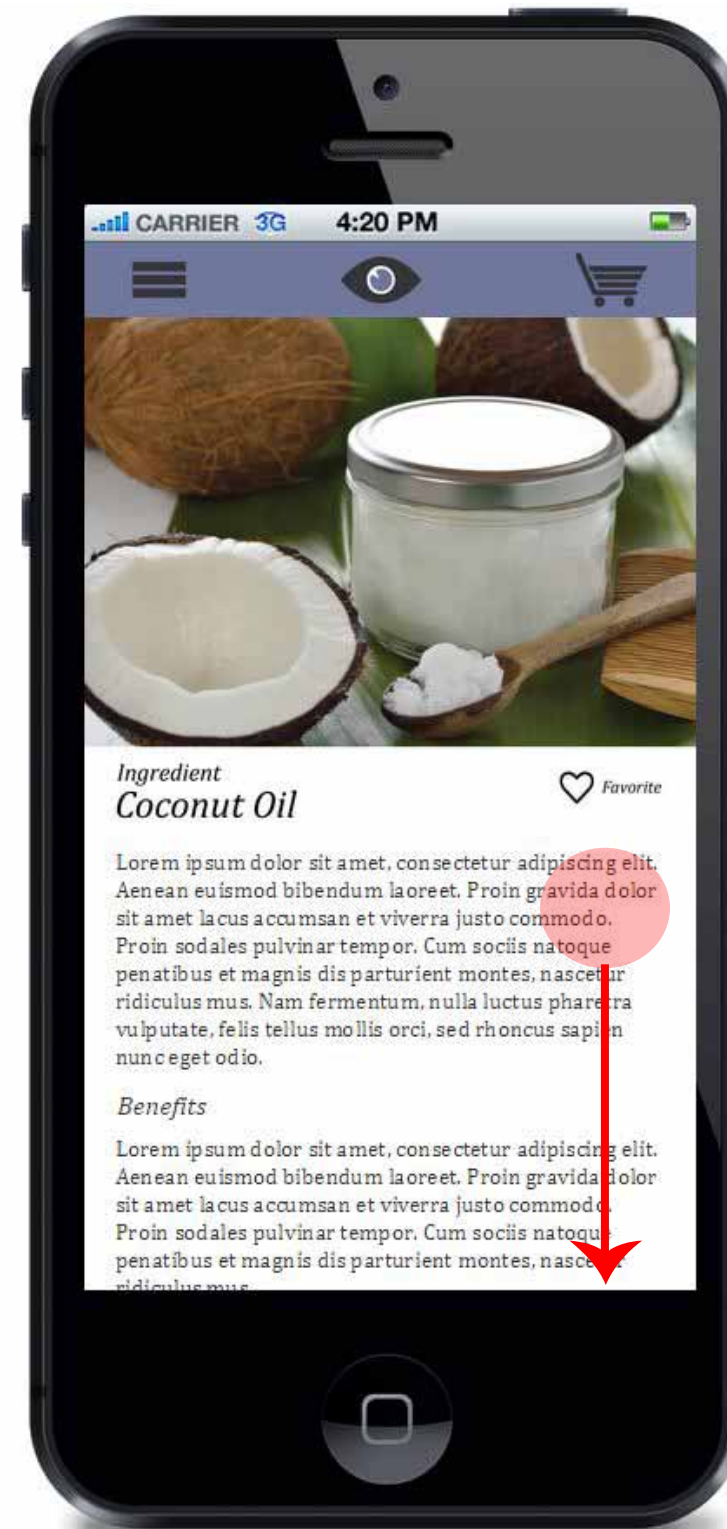 CARRIER 3G 4:20 PM
Ingredient
Coconut Oil
Favorite
Lorem ipsum dolor sit amet, consectetur adipiscing elit.
Aenean euismod bibendum laoreet. Proin gravida dolor
sit amet lacus accumsan et viverra justo commodo.
Proin sodales pulvinar tempor. Cum sociis natoque
penatibus et magnis dis parturient montes, nascetur
ridiculus mus. Nam fermentum, nulla luctus pharetra
vulputate, felis tellus mollis orci, sed rhoncus sapien
nunc eget odio.
Benefits
Lorem ipsum dolor sit amet, consectetur adipiscing elit.
Aenean euismod bibendum laoreet. Proin gravida dolor
sit amet lacus accumsan et viverra justo commodo.
Proin sodales pulvinar tempor. Cum sociis natoque
penatibus et magnis dis parturient montes, nascetur
ridiculus mus